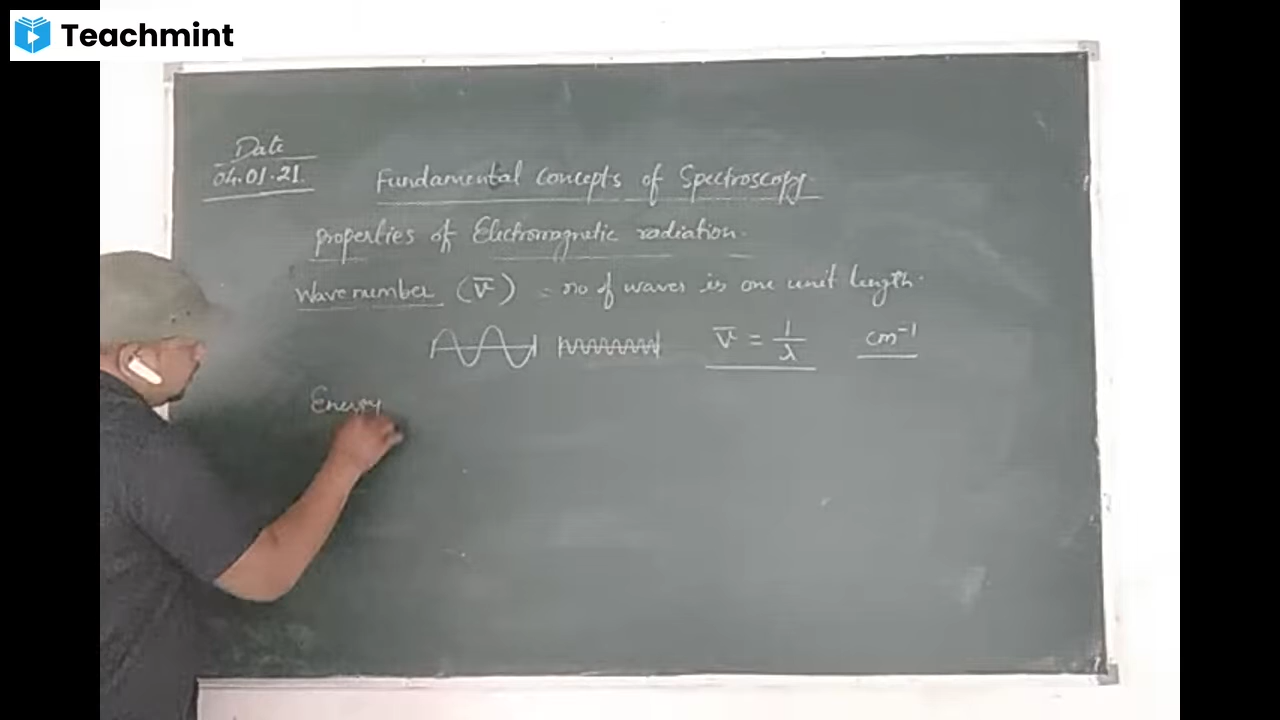 Teachmint
Date
04.01.21.
Fundamental concepts of Spectroscopy.
properties of Electromagnetic radiation.
Wave number (ν̅) = no of waves is one unit length.
ν̅ = 1/λ cm⁻¹
Energy